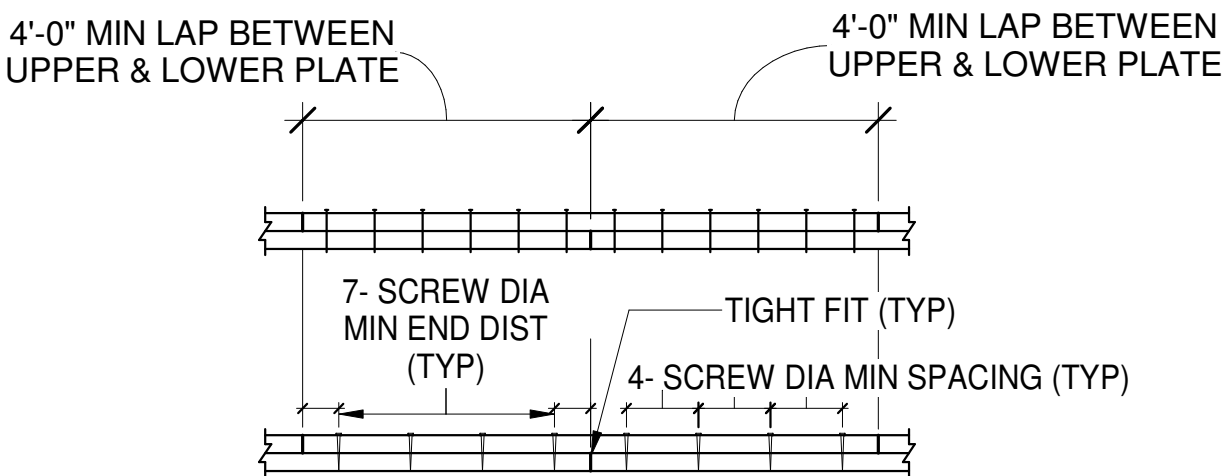 4'-0" MIN LAP BETWEEN
UPPER & LOWER PLATE
4'-0" MIN LAP BETWEEN
UPPER & LOWER PLATE
7- SCREW DIA
MIN END DIST
(TYP)
TIGHT FIT (TYP)
4- SCREW DIA MIN SPACING (TYP)